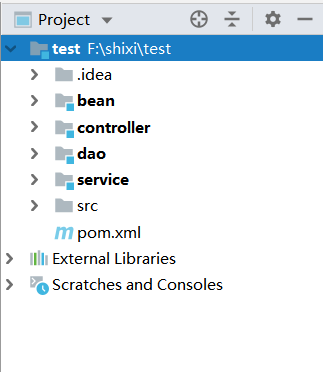 Project
test F:\shixi\test
.idea
bean
controller
dao
service
src
pom.xml
External Libraries
Scratches and Consoles